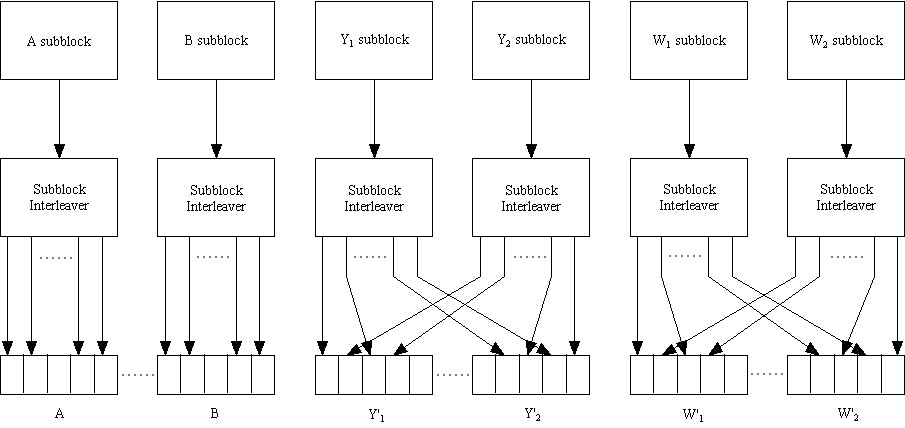 A subblock
B subblock
Y₁ subblock
Y₂ subblock
W₁ subblock
W₂ subblock
Subblock
Interleaver
Subblock
Interleaver
Subblock
Interleaver
Subblock
Interleaver
Subblock
Interleaver
Subblock
Interleaver
A
B
Y'₁
Y'₂
W'₁
W'₂